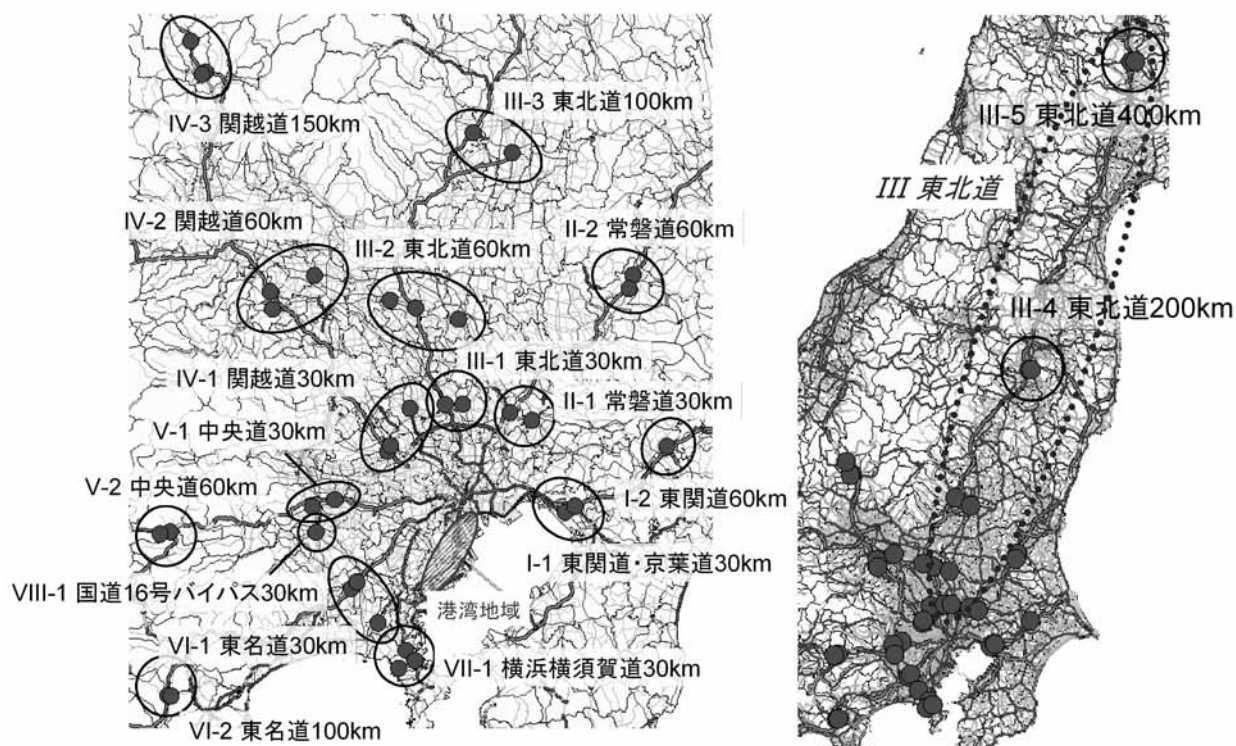 IV-3 関越道150km
III-3 東北道100km
IV-2 関越道60km
III-2 東北道60km
II-2 常磐道60km
IV-1 関越道30km
III-1 東北道30km
V-1 中央道30km
II-1 常磐道30km
V-2 中央道60km
I-2 東関道60km
VIII-1 国道16号バイパス30km
I-1 東関道・京葉道30km
港湾地域
VI-1 東名道30km
VII-1 横浜横須賀道30km
VI-2 東名道100km
III-5 東北道400km
III 東北道
III-4 東北道200km